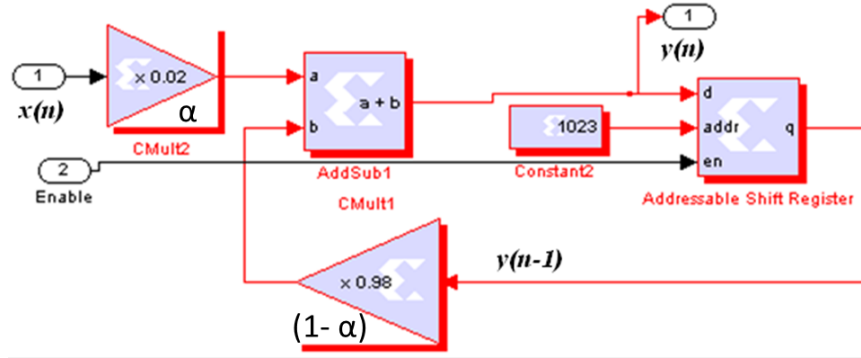 1
x(n)
x 0.02
α
CMult2
a
b
a + b
AddSub1
1
y(n)
1023
Constant2
d
addr
en
q
Addressable Shift Register
2
Enable
CMult1
x 0.98
(1- α)
y(n-1)